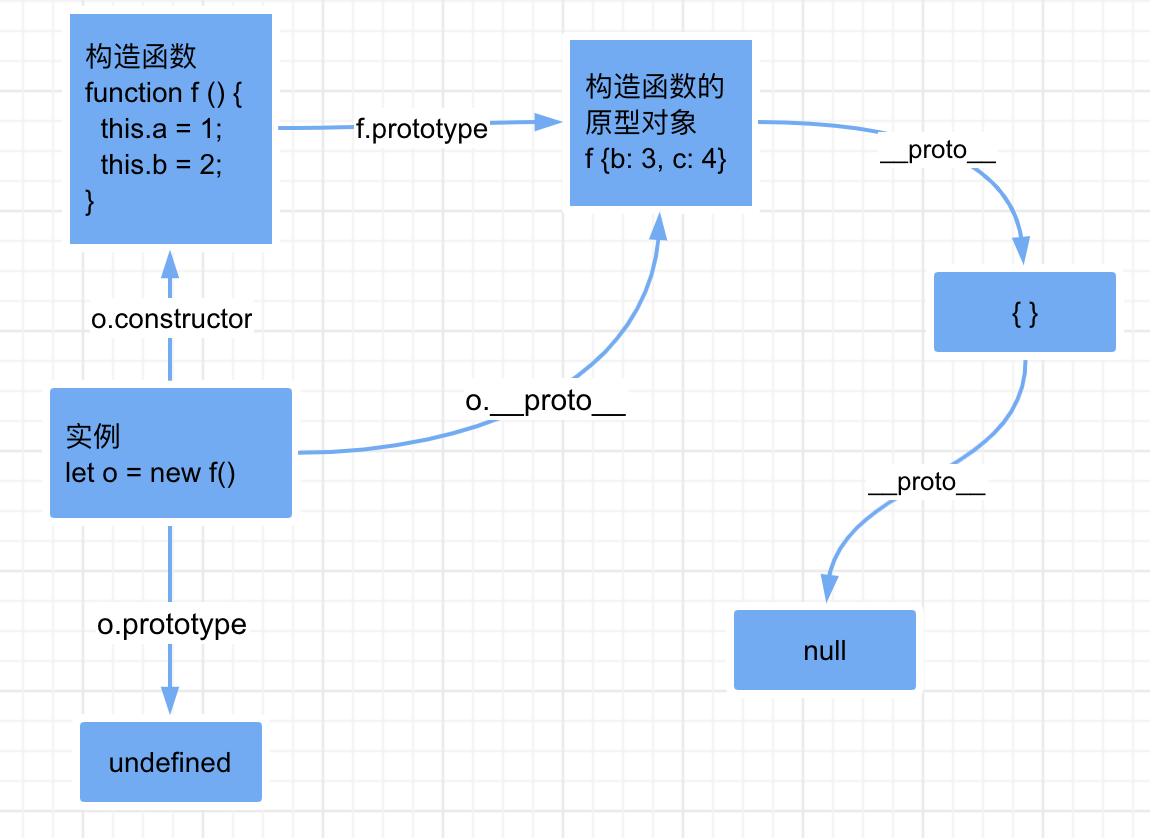 构造函数
function f () {
this.a = 1;
this.b = 2;
}
f.prototype
构造函数的
原型对象
f {b: 3, c: 4}
__proto__
{ }
o.constructor
实例
let o = new f()
o.__proto__
__proto__
null
o.prototype
undefined